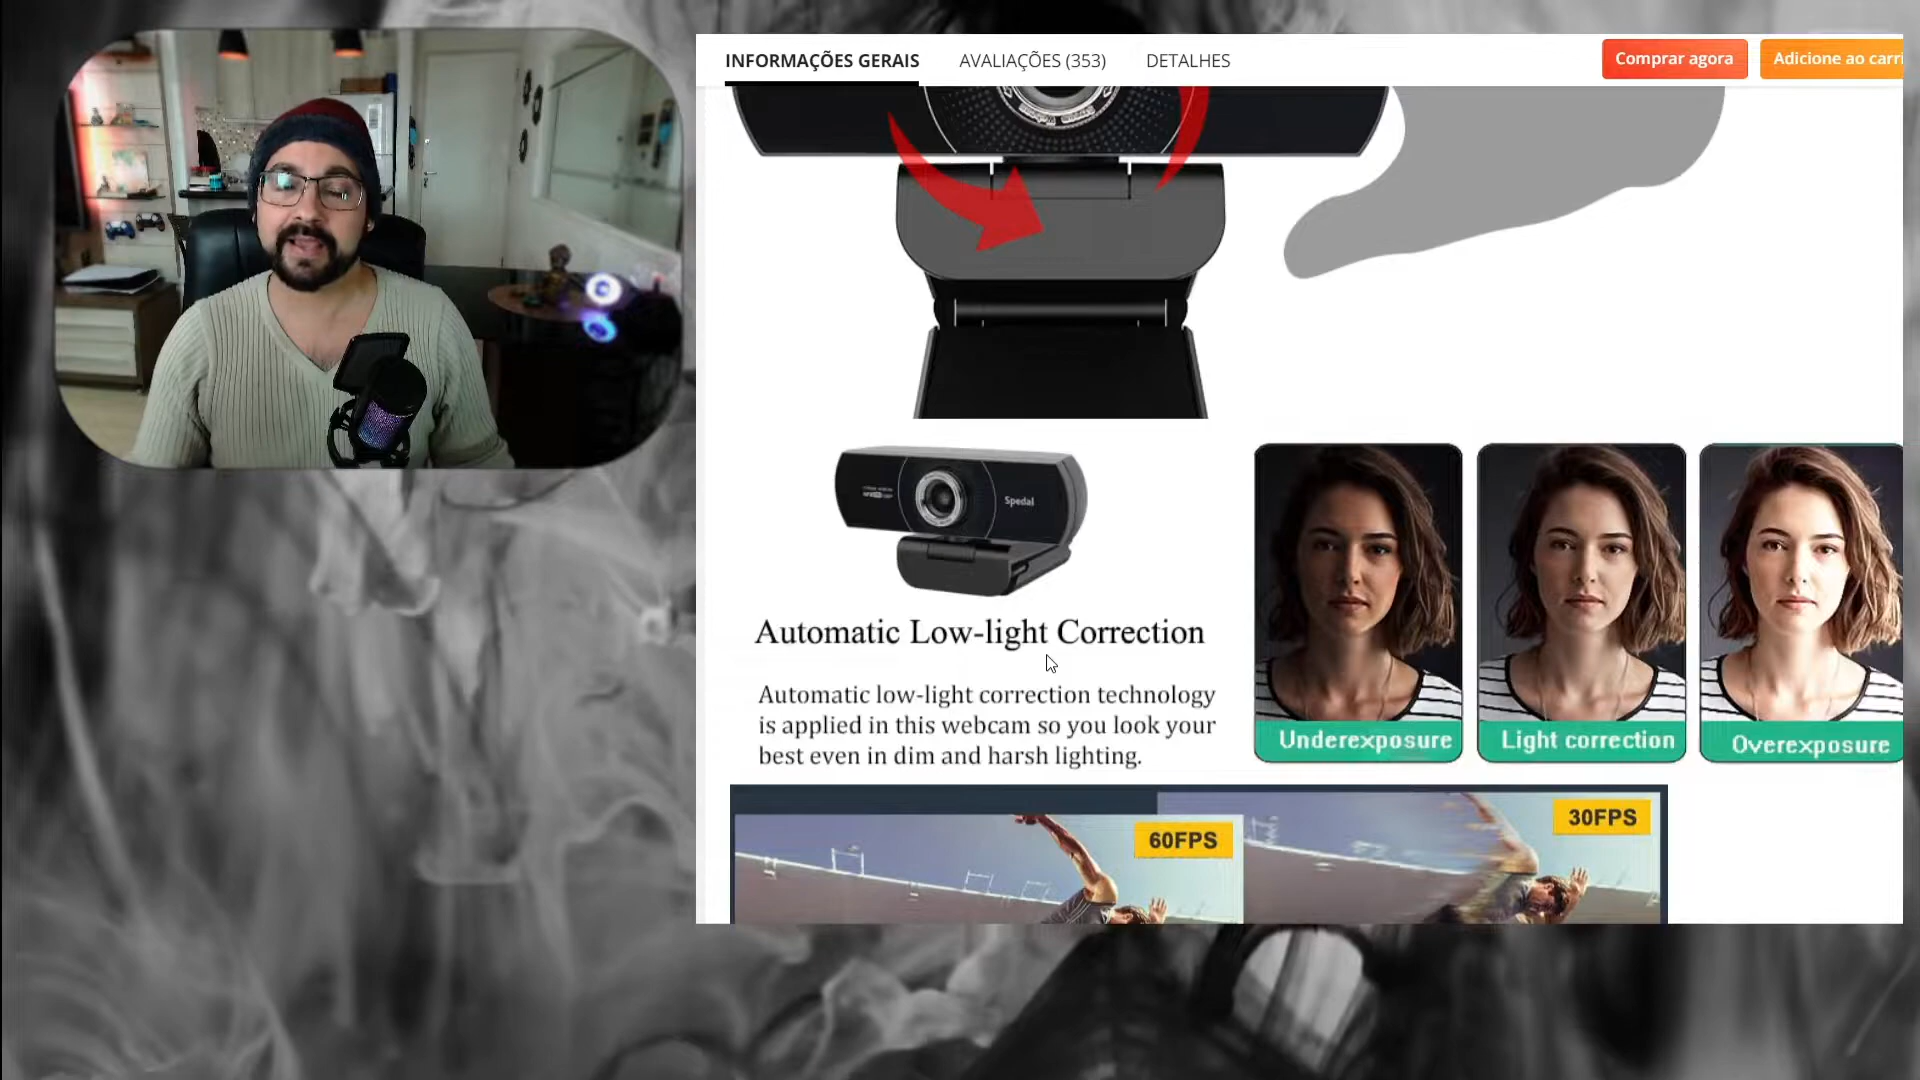 INFORMAÇÕES GERAIS
AVALIAÇÕES (353)
DETALHES
Comprar agora
Adicione ao carri
Spedal
Automatic Low-light Correction
Automatic low-light correction technology
is applied in this webcam so you look your
best even in dim and harsh lighting.
Underexposure
Light correction
Overexposure
60FPS
30FPS